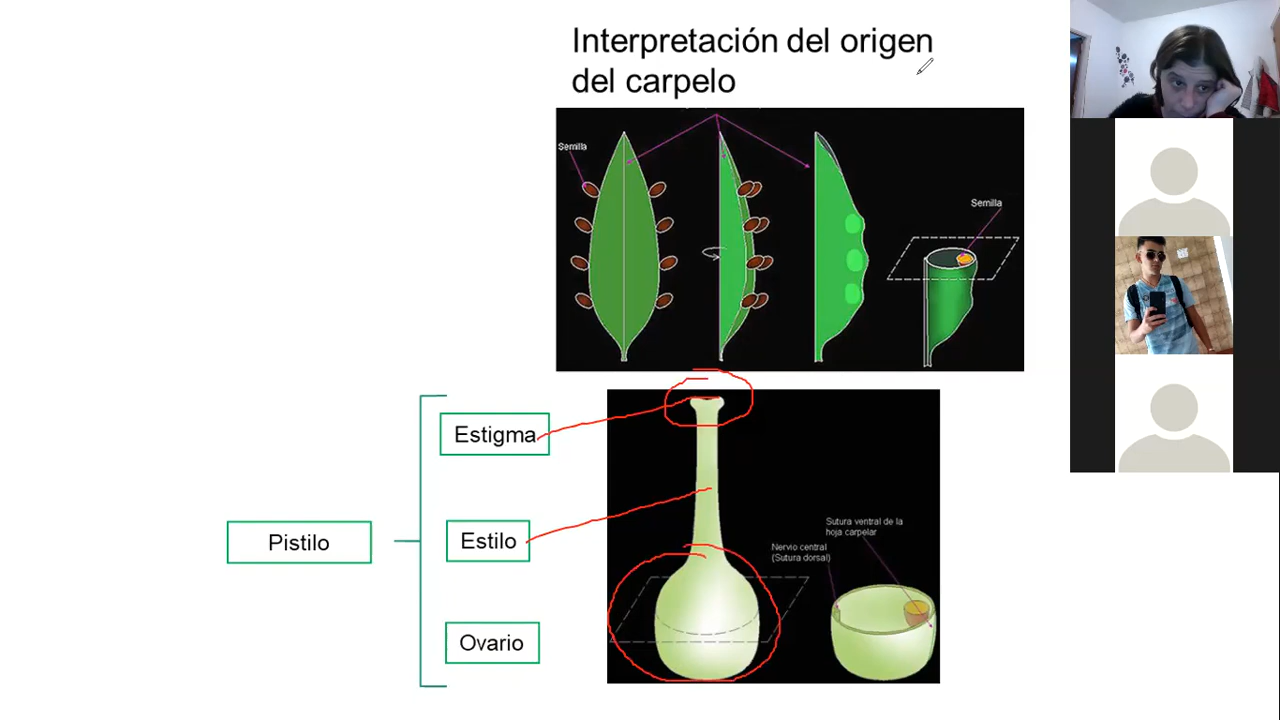 Interpretación del origen
del carpelo
Semilla
Semilla
Estigma
Estilo
Pistilo
Ovario
Sutura ventral de la
hoja carpelar
Nervio central
(Sutura dorsal)